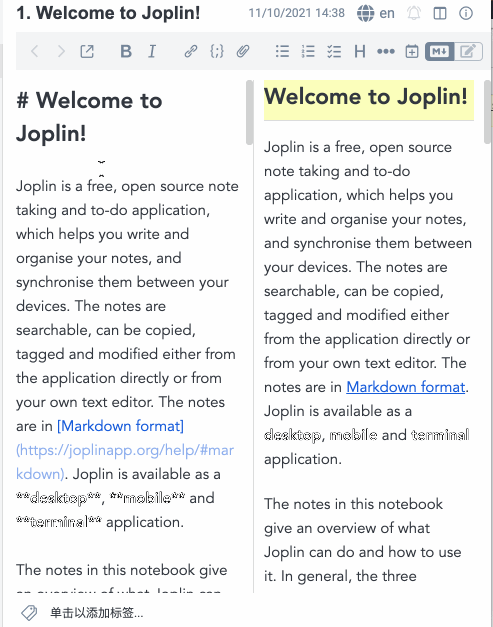 1. Welcome to Joplin!
11/10/2021 14:38
en
B I {;} H ••• M↓
# Welcome to
Joplin!
Joplin is a free, open source note
taking and to-do application,
which helps you write and
organise your notes, and
synchronise them between your
devices. The notes are
searchable, can be copied,
tagged and modified either from
the application directly or from
your own text editor. The notes
are in [Markdown format]
(https://joplinapp.org/help/#mar
kdown). Joplin is available as a
**desktop**, **mobile** and
**terminal** application.
The notes in this notebook give
an overview of what Joplin can
Welcome to Joplin!
Joplin is a free, open source
note taking and to-do
application, which helps you
write and organise your notes,
and synchronise them between
your devices. The notes are
searchable, can be copied,
tagged and modified either
from the application directly or
from your own text editor. The
notes are in Markdown format.
Joplin is available as a
desktop, mobile and terminal
application.
The notes in this notebook
give an overview of what
Joplin can do and how to use
it. In general, the three
单击以添加标签...